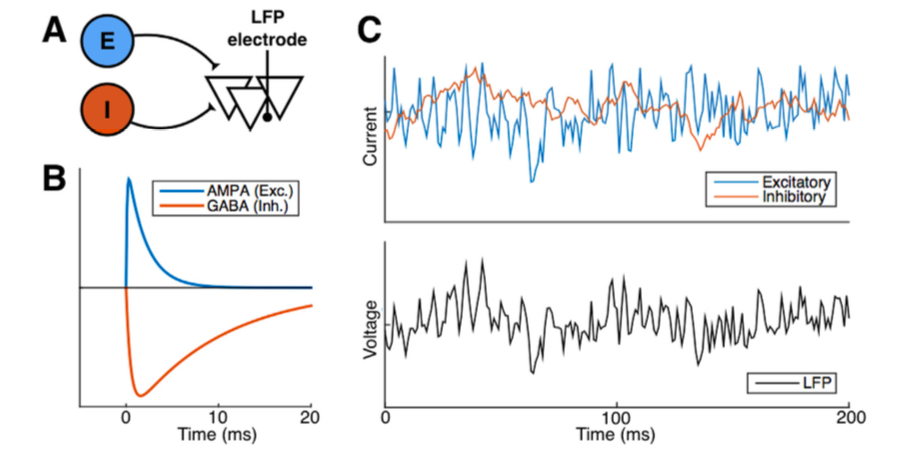 A
E
I
LFP
electrode
B
AMPA (Exc.)
GABA (Inh.)
0
10
20
Time (ms)
C
Current
Excitatory
Inhibitory
Voltage
LFP
0
100
200
Time (ms)